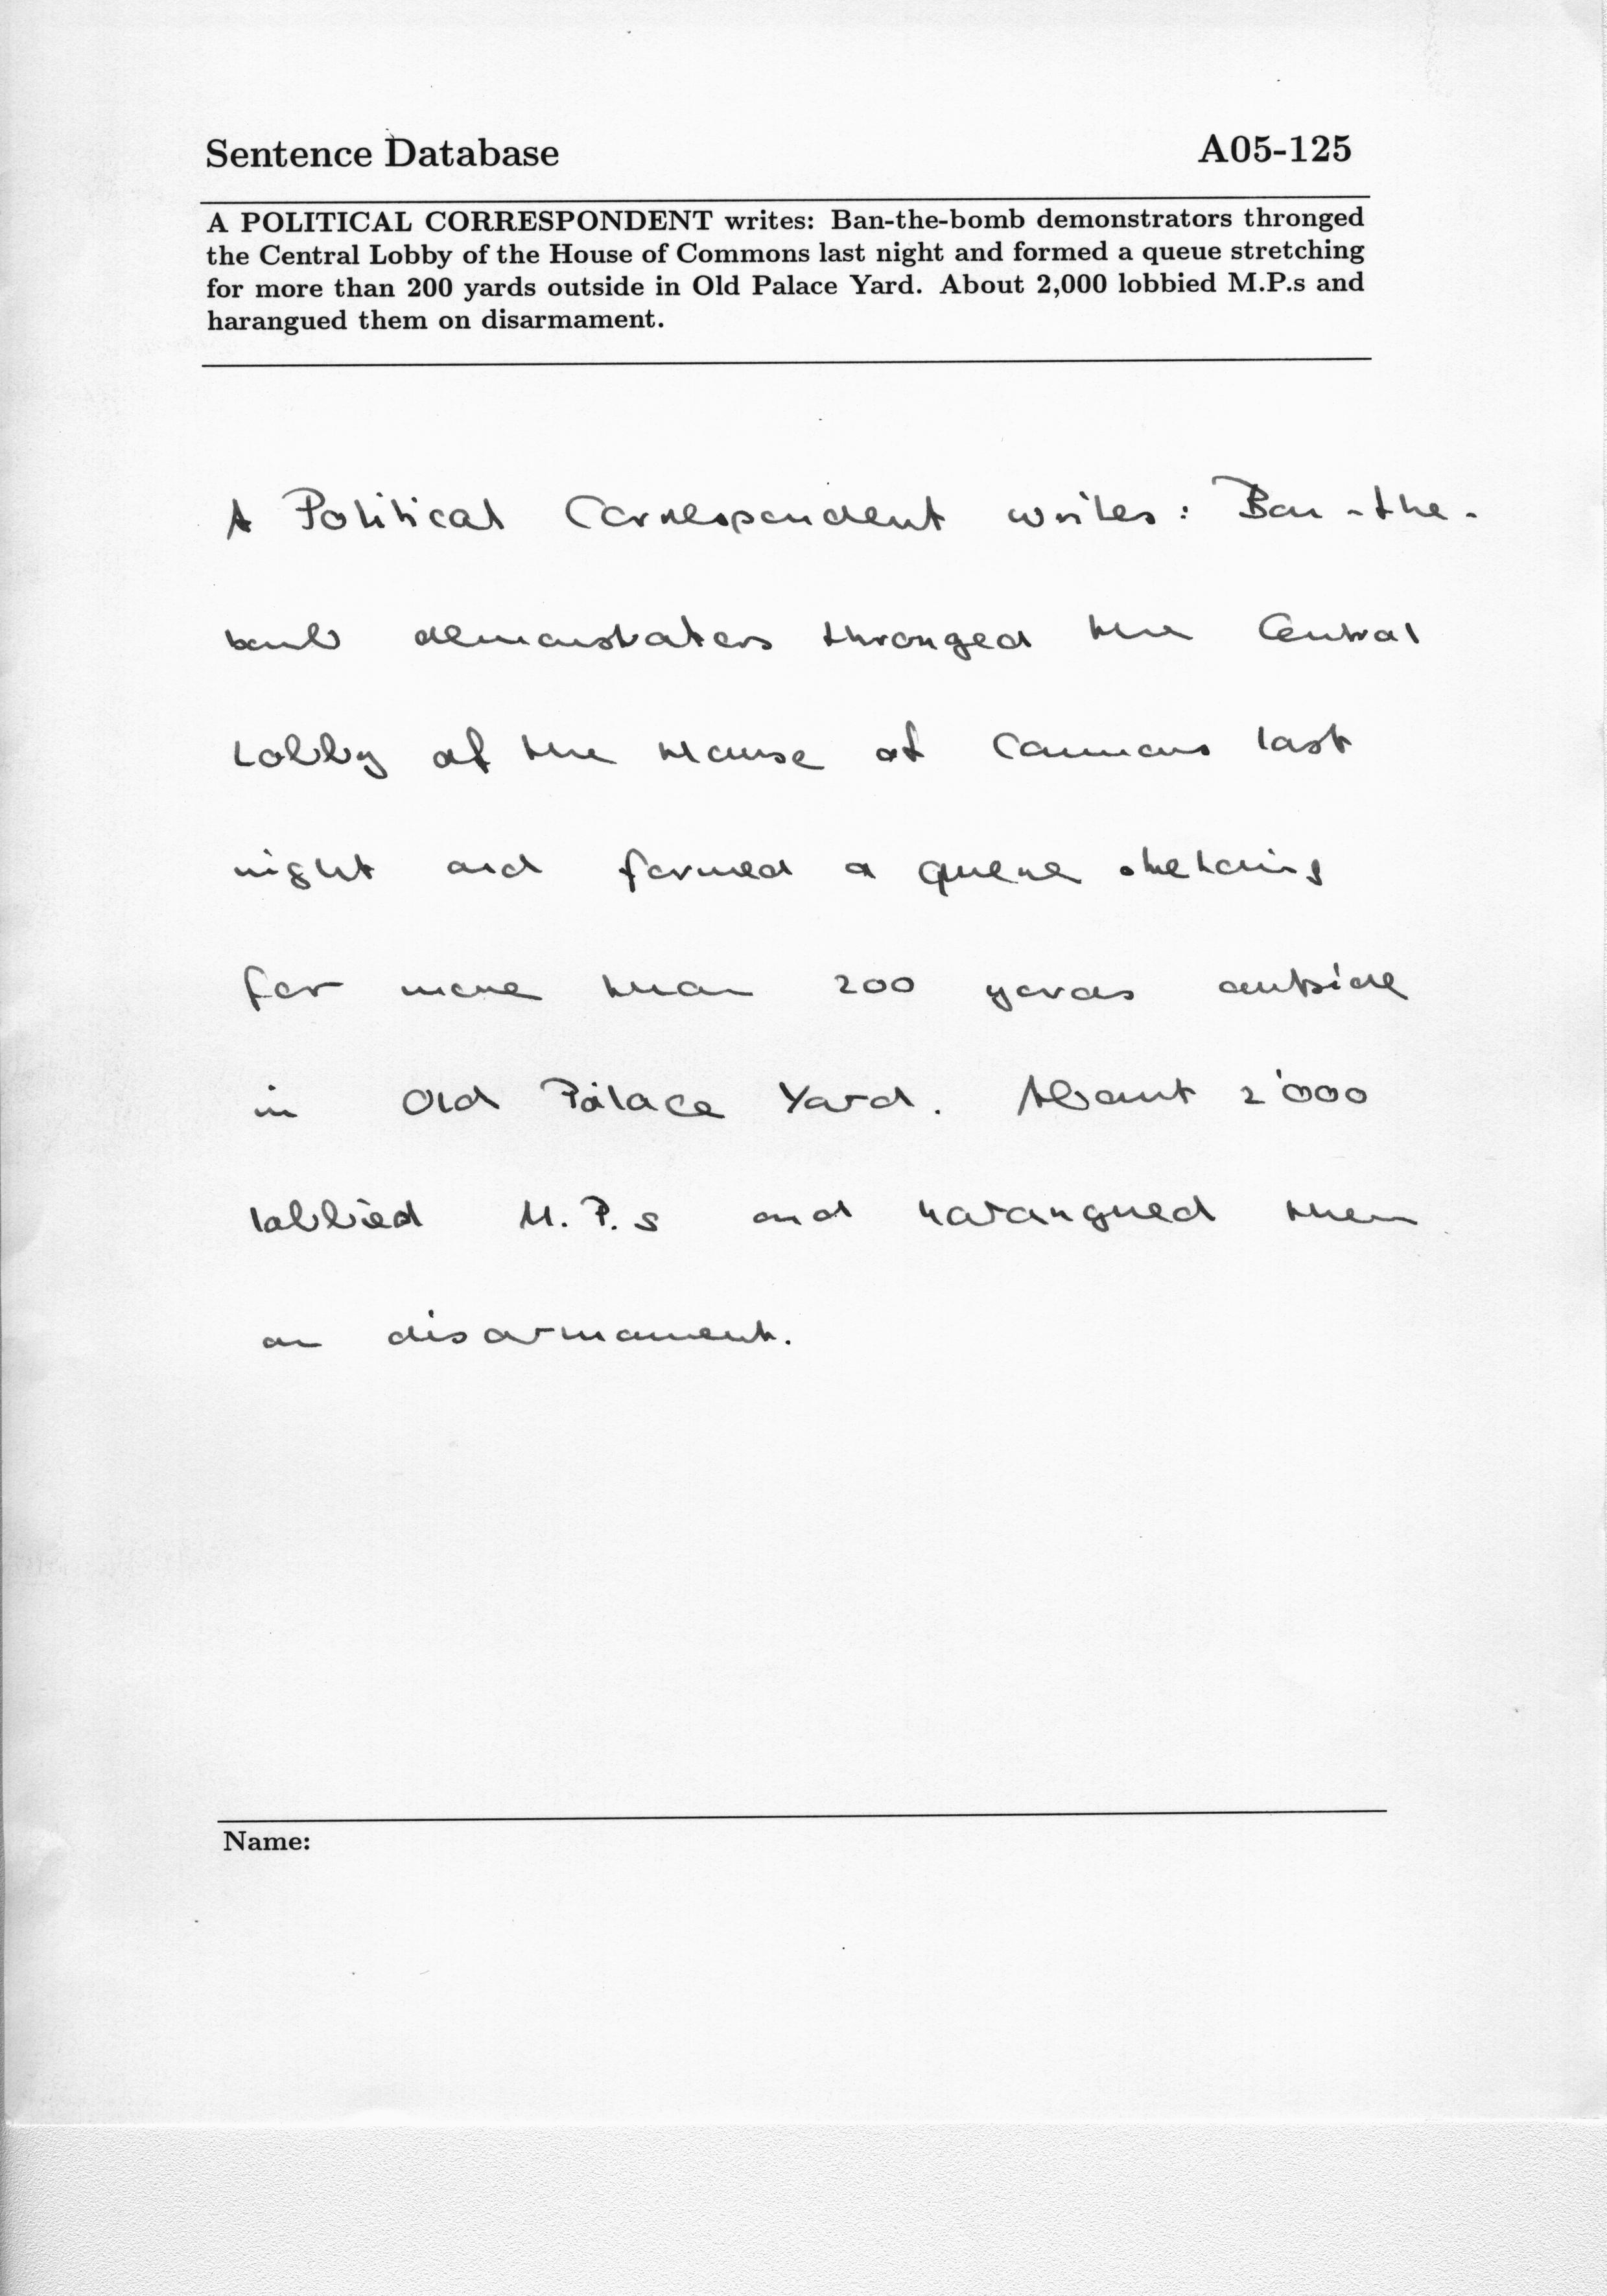 Sentence Database A05-125
A POLITICAL CORRESPONDENT writes: Ban-the-bomb demonstrators thronged
the Central Lobby of the House of Commons last night and formed a queue stretching
for more than 200 yards outside in Old Palace Yard. About 2,000 lobbied M.P.s and
harangued them on disarmament.
A Political Correspondent writes: Ban-the-
bomb demonstrators thronged the Central
Lobby of the House of Commons last
night and formed a queue stretching
for more than 200 yards outside
in Old Palace Yard. About 2'000
lobbied M.P.s and harangued them
on disarmament.
Name: